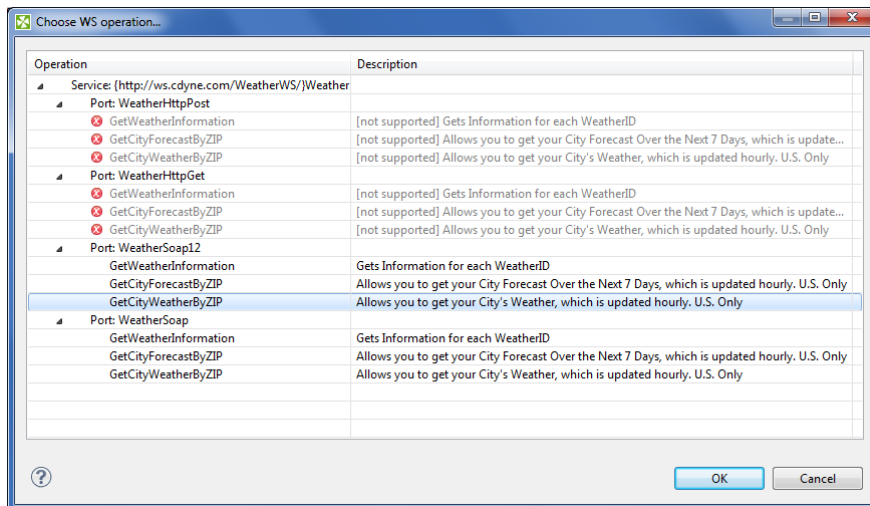 Choose WS operation...
Operation Description
Service: {http://ws.cdyne.com/WeatherWS/}Weather
Port: WeatherHttpPost
GetWeatherInformation [not supported] Gets Information for each WeatherID
GetCityForecastByZIP [not supported] Allows you to get your City Forecast Over the Next 7 Days, which is update...
GetCityWeatherByZIP [not supported] Allows you to get your City's Weather, which is updated hourly. U.S. Only
Port: WeatherHttpGet
GetWeatherInformation [not supported] Gets Information for each WeatherID
GetCityForecastByZIP [not supported] Allows you to get your City Forecast Over the Next 7 Days, which is update...
GetCityWeatherByZIP [not supported] Allows you to get your City's Weather, which is updated hourly. U.S. Only
Port: WeatherSoap12
GetWeatherInformation Gets Information for each WeatherID
GetCityForecastByZIP Allows you to get your City Forecast Over the Next 7 Days, which is updated hourly. U.S. Only
GetCityWeatherByZIP Allows you to get your City's Weather, which is updated hourly. U.S. Only
Port: WeatherSoap
GetWeatherInformation Gets Information for each WeatherID
GetCityForecastByZIP Allows you to get your City Forecast Over the Next 7 Days, which is updated hourly. U.S. Only
GetCityWeatherByZIP Allows you to get your City's Weather, which is updated hourly. U.S. Only
? OK Cancel